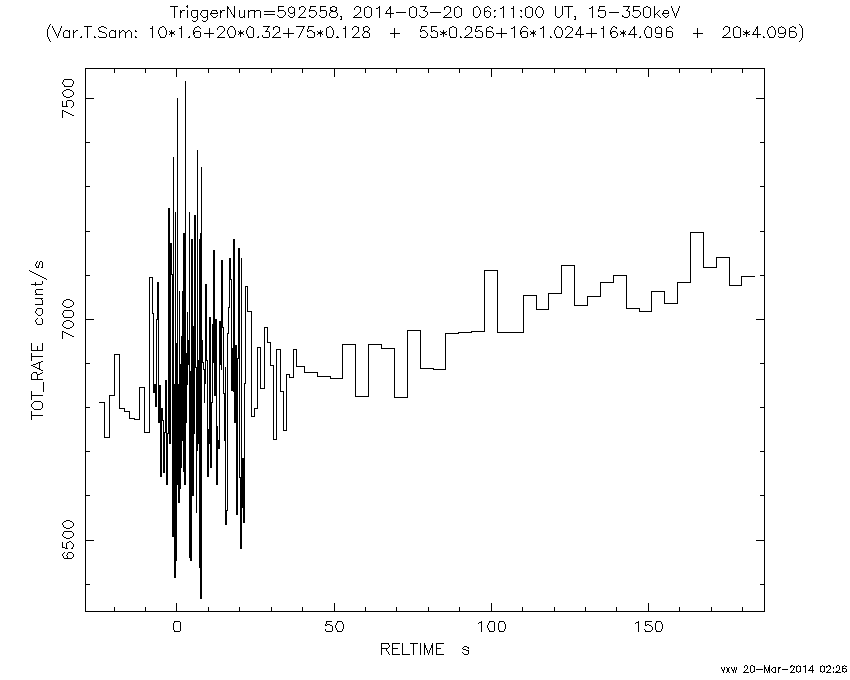 TriggerNum=592558, 2014-03-20 06:11:00 UT, 15-350keV
(Var.T.Sam: 10*1.6+20*0.32+75*0.128 + 55*0.256+16*1.024+16*4.096 + 20*4.096)
7500
7000
6500
TOT_RATE count/s
0 50 100 150
RELTIME s
vxw 20-Mar-2014 02:26